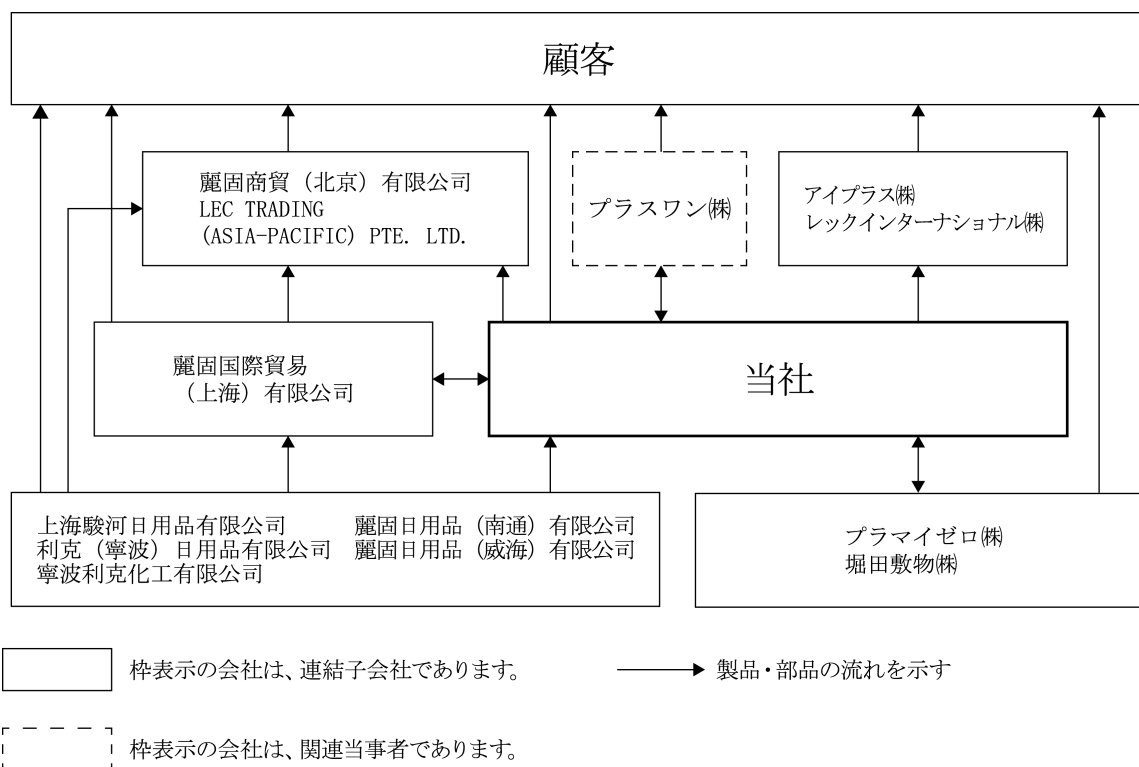 顧客
麗固商貿（北京）有限公司
LEC TRADING
(ASIA-PACIFIC) PTE. LTD.
プラスワン㈱
アイプラス㈱
レックインターナショナル㈱
麗固国際貿易
（上海）有限公司
当社
上海駿河日用品有限公司
利克（寧波）日用品有限公司
寧波利克化工有限公司
麗固日用品（南通）有限公司
麗固日用品（威海）有限公司
プラマイゼロ㈱
堀田敷物㈱
枠表示の会社は、連結子会社であります。
製品・部品の流れを示す
枠表示の会社は、関連当事者であります。